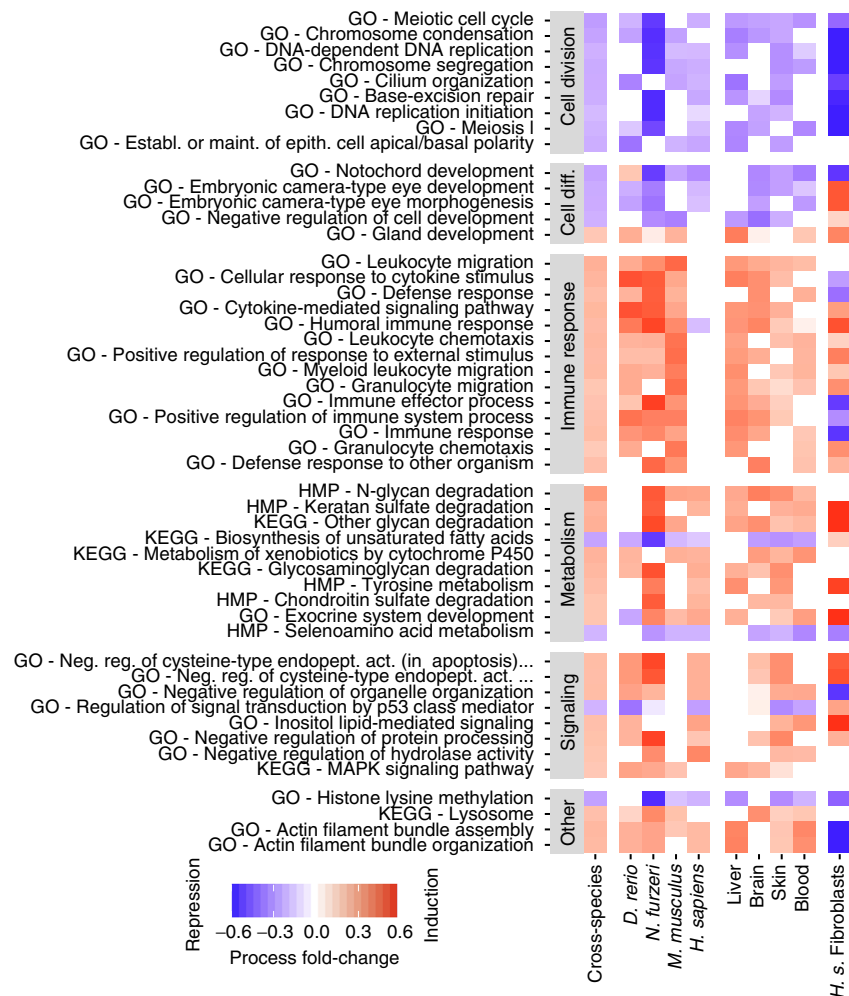 GO - Meiotic cell cycle
GO - Chromosome condensation
GO - DNA-dependent DNA replication
GO - Chromosome segregation
GO - Cilium organization
GO - Base-excision repair
GO - DNA replication initiation
GO - Meiosis I
GO - Establ. or maint. of epith. cell apical/basal polarity
Cell division
GO - Notochord development
GO - Embryonic camera-type eye development
GO - Embryonic camera-type eye morphogenesis
GO - Negative regulation of cell development
GO - Gland development
Cell diff.
GO - Leukocyte migration
GO - Cellular response to cytokine stimulus
GO - Defense response
GO - Cytokine-mediated signaling pathway
GO - Humoral immune response
GO - Leukocyte chemotaxis
GO - Positive regulation of response to external stimulus
GO - Myeloid leukocyte migration
GO - Granulocyte migration
GO - Immune effector process
GO - Positive regulation of immune system process
GO - Immune response
GO - Granulocyte chemotaxis
GO - Defense response to other organism
Immune response
HMP - N-glycan degradation
HMP - Keratan sulfate degradation
KEGG - Other glycan degradation
KEGG - Biosynthesis of unsaturated fatty acids
KEGG - Metabolism of xenobiotics by cytochrome P450
KEGG - Glycosaminoglycan degradation
HMP - Tyrosine metabolism
HMP - Chondroitin sulfate degradation
GO - Exocrine system development
HMP - Selenoamino acid metabolism
Metabolism
GO - Neg. reg. of cysteine-type endopept. act. (in apoptosis)...
GO - Neg. reg. of cysteine-type endopept. act. ...
GO - Negative regulation of organelle organization
GO - Regulation of signal transduction by p53 class mediator
GO - Inositol lipid-mediated signaling
GO - Negative regulation of protein processing
GO - Negative regulation of hydrolase activity
KEGG - MAPK signaling pathway
Signaling
GO - Histone lysine methylation
KEGG - Lysosome
GO - Actin filament bundle assembly
GO - Actin filament bundle organization
Other
Cross-species
D. rerio
N. furzeri
M. musculus
H. sapiens
Liver
Brain
Skin
Blood
H. s. Fibroblasts
Repression
Induction
−0.6 −0.3 0.0 0.3 0.6
Process fold-change